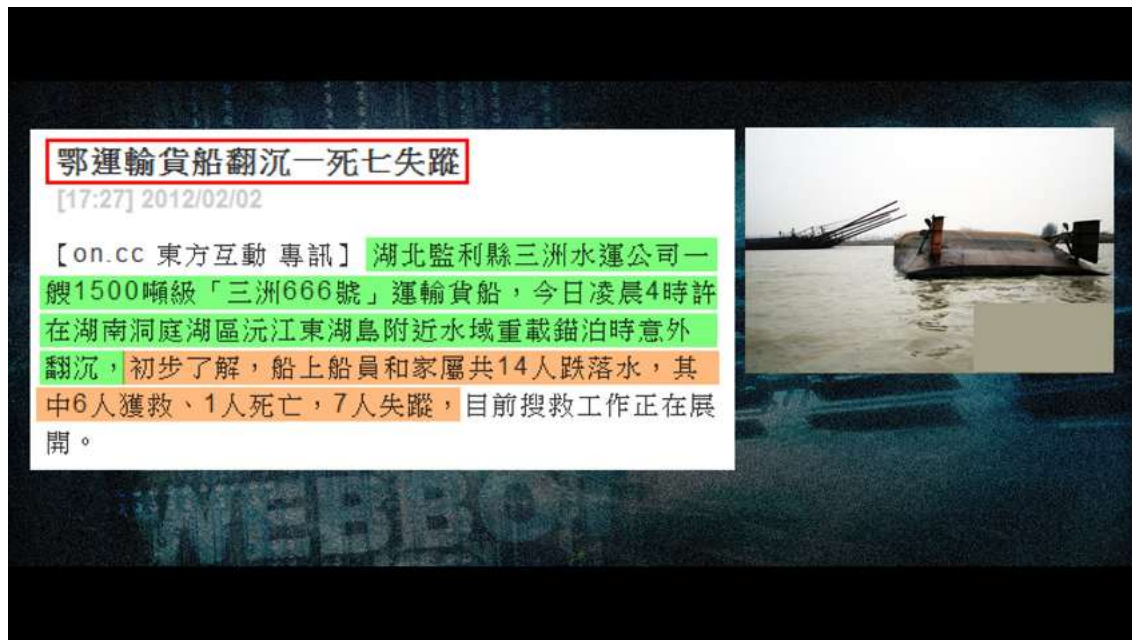 鄂運輸貨船翻沉一死七失蹤
[17:27] 2012/02/02
【on.cc 東方互動 專訊】 湖北監利縣三洲水運公司一
艘1500噸級「三洲666號」運輸貨船，今日凌晨4時許
在湖南洞庭湖區沅江東湖島附近水域重載錨泊時意外
翻沉，初步了解，船上船員和家屬共14人跌落水，其
中6人獲救、1人死亡，7人失蹤，目前搜救工作正在展
開。
WEBBOT